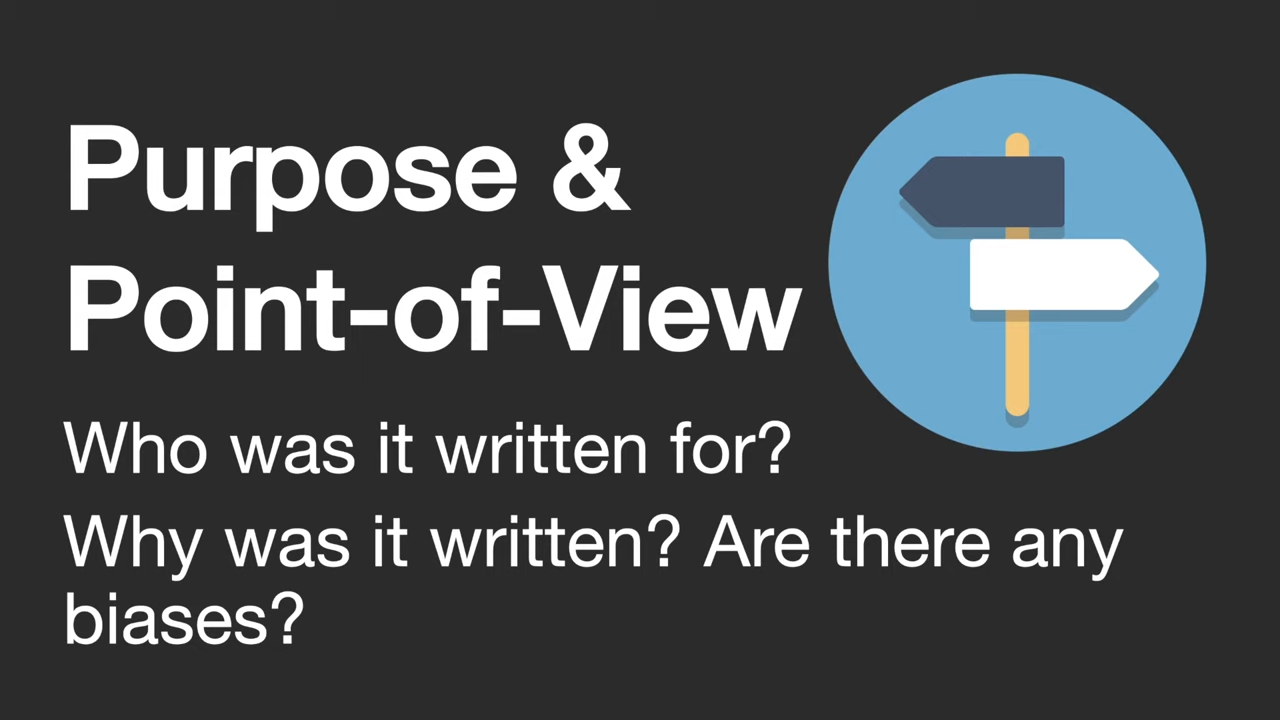 Purpose &
Point-of-View
Who was it written for?
Why was it written? Are there any
biases?